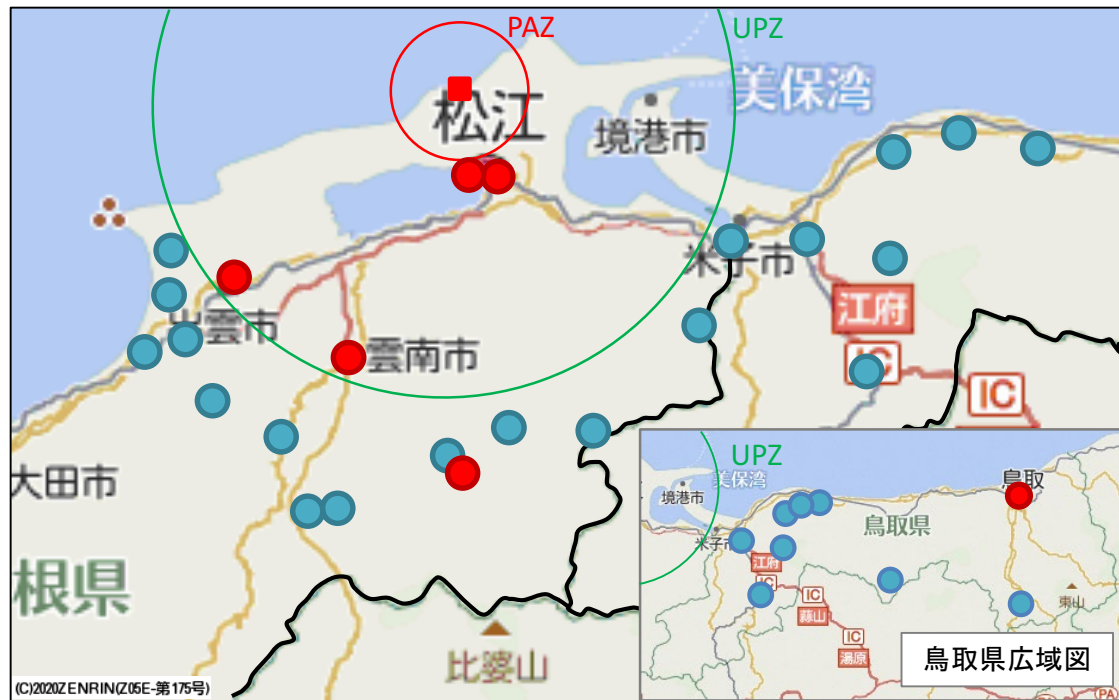 PAZ
UPZ
松江
美保湾
境港市
米子市
江府
IC
IC
出雲市
雲南市
大田市
根県
比婆山
(C)2020ZENRIN(Z05E-第175号)
UPZ
美保湾
境港市
米子市
鳥取
鳥取県
江府
IC
IC
蒜山
東山
IC
湯原
PA
鳥取県広域図